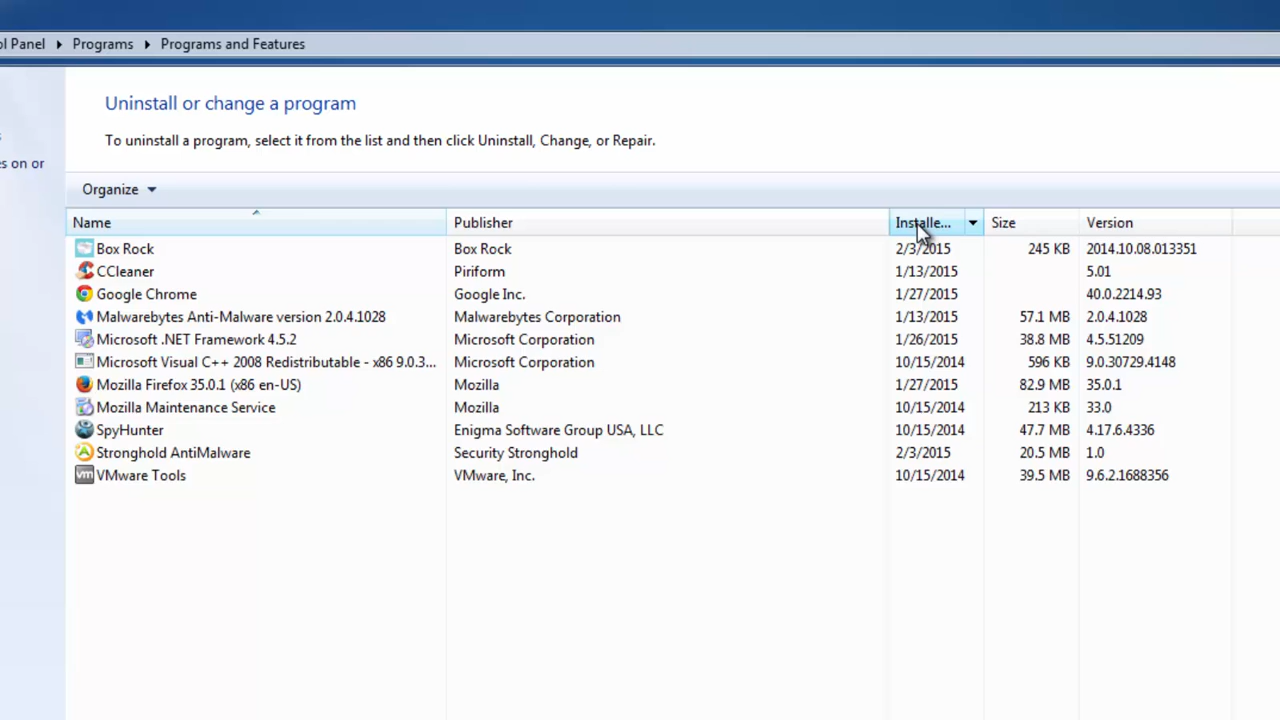 ol Panel Programs Programs and Features
Uninstall or change a program
s
To uninstall a program, select it from the list and then click Uninstall, Change, or Repair.
es on or
Organize
Name Publisher Installe... Size Version
Box Rock Box Rock 2/3/2015 245 KB 2014.10.08.013351
CCleaner Piriform 1/13/2015 5.01
Google Chrome Google Inc. 1/27/2015 40.0.2214.93
Malwarebytes Anti-Malware version 2.0.4.1028 Malwarebytes Corporation 1/13/2015 57.1 MB 2.0.4.1028
Microsoft .NET Framework 4.5.2 Microsoft Corporation 1/26/2015 38.8 MB 4.5.51209
Microsoft Visual C++ 2008 Redistributable - x86 9.0.3... Microsoft Corporation 10/15/2014 596 KB 9.0.30729.4148
Mozilla Firefox 35.0.1 (x86 en-US) Mozilla 1/27/2015 82.9 MB 35.0.1
Mozilla Maintenance Service Mozilla 10/15/2014 213 KB 33.0
SpyHunter Enigma Software Group USA, LLC 10/15/2014 47.7 MB 4.17.6.4336
Stronghold AntiMalware Security Stronghold 2/3/2015 20.5 MB 1.0
vm VMware Tools VMware, Inc. 10/15/2014 39.5 MB 9.6.2.1688356